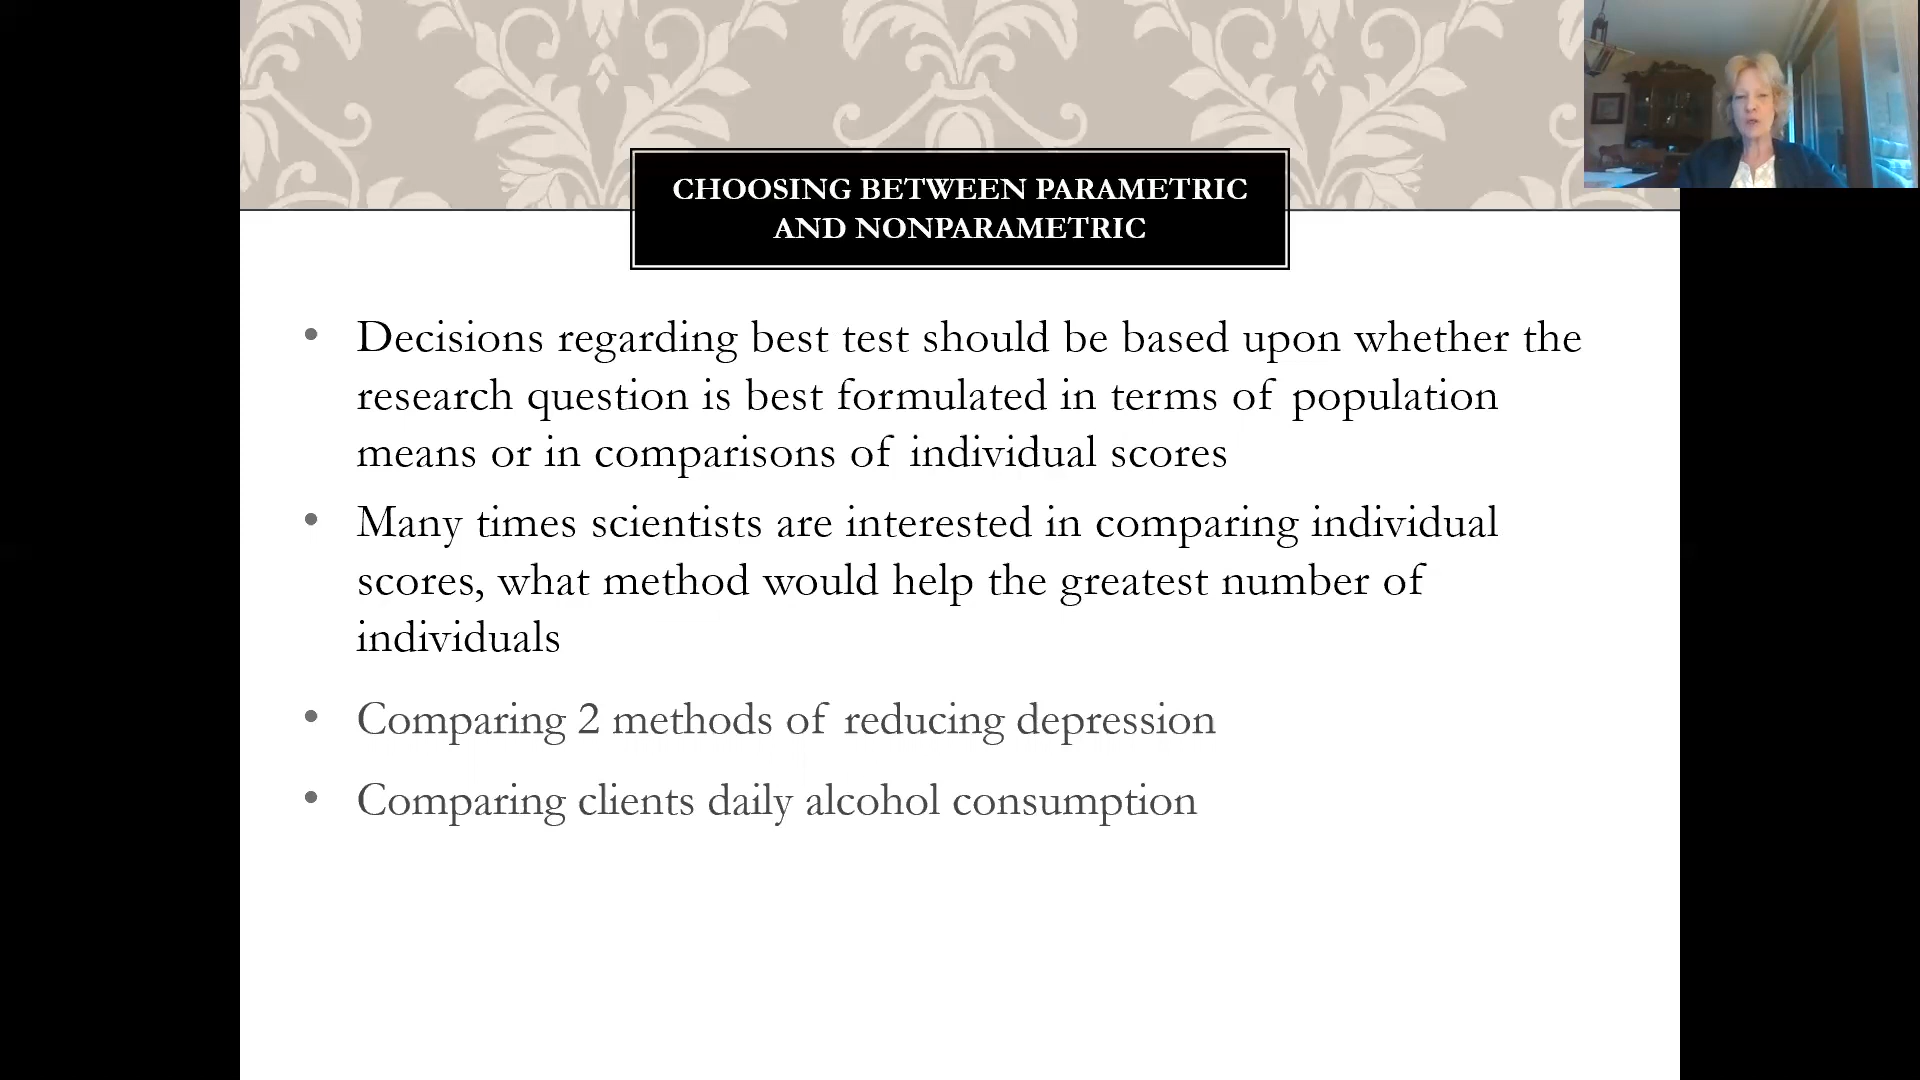 CHOOSING BETWEEN PARAMETRIC
AND NONPARAMETRIC
• Decisions regarding best test should be based upon whether the
research question is best formulated in terms of population
means or in comparisons of individual scores
• Many times scientists are interested in comparing individual
scores, what method would help the greatest number of
individuals
• Comparing 2 methods of reducing depression
• Comparing clients daily alcohol consumption